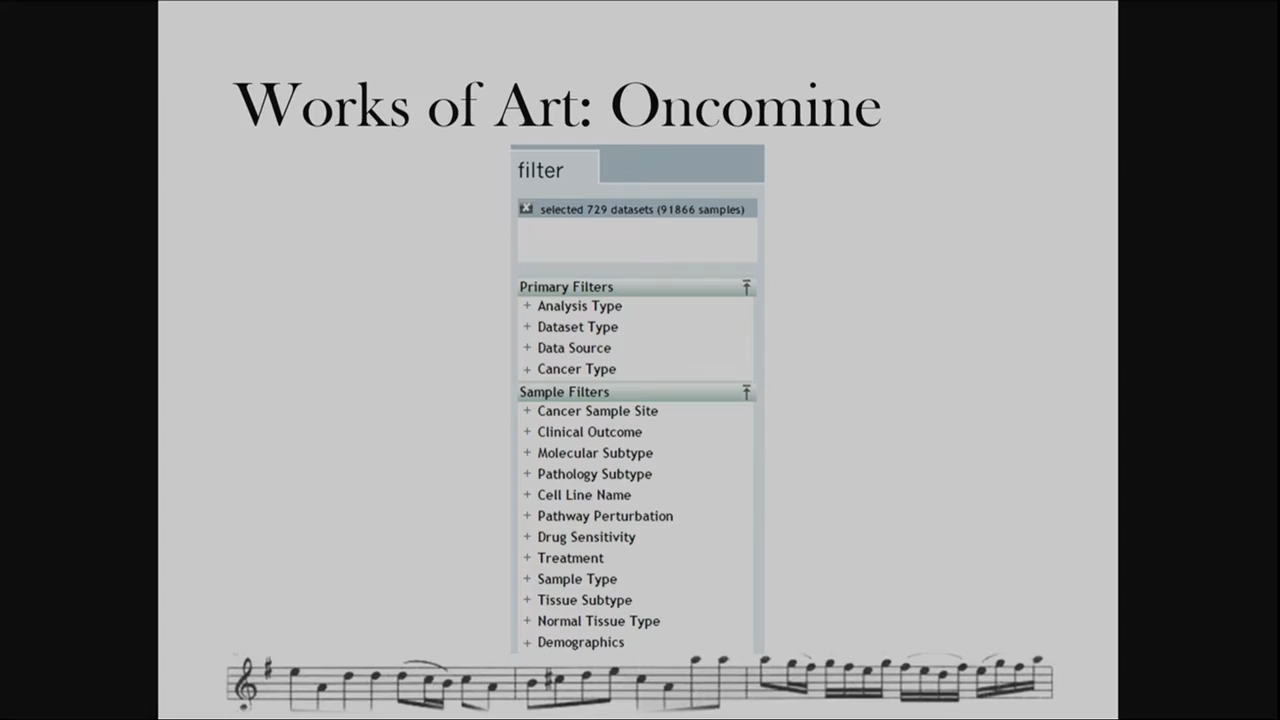 Works of Art: Oncomine
filter
selected 729 datasets (91866 samples)
Primary Filters
+ Analysis Type
+ Dataset Type
+ Data Source
+ Cancer Type
Sample Filters
+ Cancer Sample Site
+ Clinical Outcome
+ Molecular Subtype
+ Pathology Subtype
+ Cell Line Name
+ Pathway Perturbation
+ Drug Sensitivity
+ Treatment
+ Sample Type
+ Tissue Subtype
+ Normal Tissue Type
+ Demographics